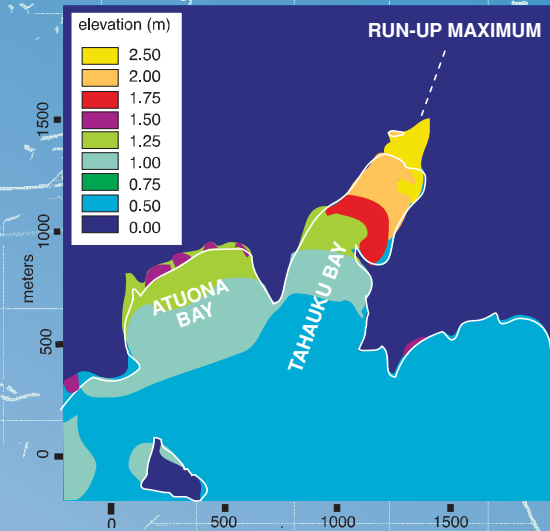 elevation (m)
2.50
2.00
1.75
1.50
1.25
1.00
0.75
0.50
0.00
RUN-UP MAXIMUM
1500
1000
500
0
meters
ATUONA
BAY
TAHAUKU BAY
0
500
1000
1500